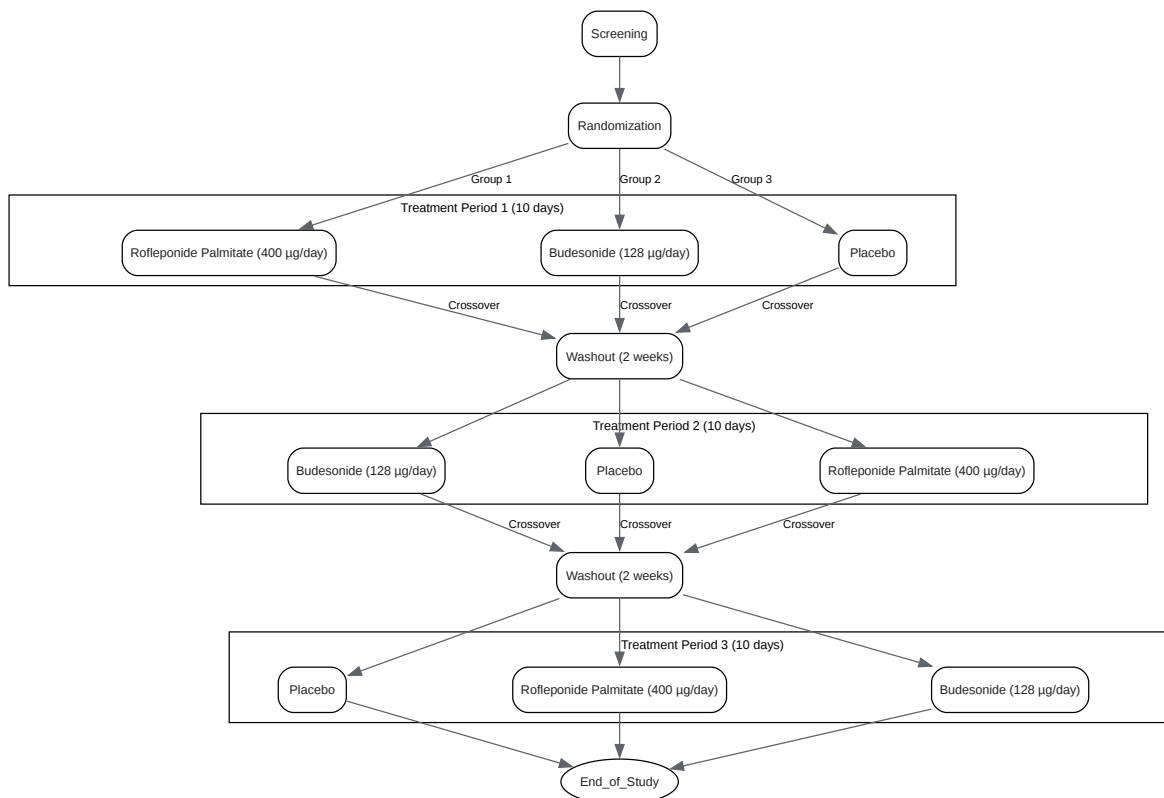 Screening
Randomization
Group 1
Group 2
Group 3
Treatment Period 1 (10 days)
Rofleponide Palmitate (400 µg/day)
Budesonide (128 µg/day)
Placebo
Crossover
Crossover
Crossover
Washout (2 weeks)
Treatment Period 2 (10 days)
Budesonide (128 µg/day)
Placebo
Rofleponide Palmitate (400 µg/day)
Crossover
Crossover
Crossover
Washout (2 weeks)
Treatment Period 3 (10 days)
Placebo
Rofleponide Palmitate (400 µg/day)
Budesonide (128 µg/day)
End_of_Study